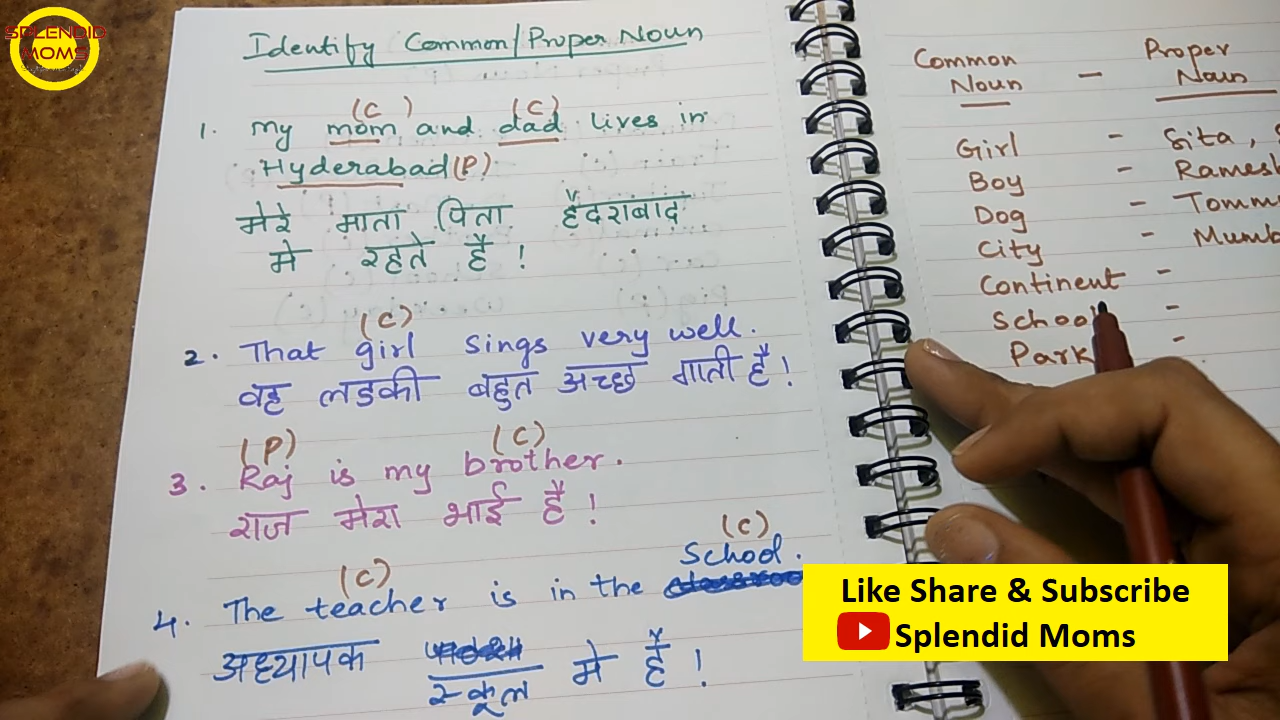 SPLENDID
MOMS
Identify Common/Proper Noun
(C) (C)
1. My mom and dad lives in
Hyderabad (P)
मेरे माता पिता हैदराबाद
मे रहते है !
(C)
2. That girl sings very well.
वह लडकी बहुत अच्छ गाती है !
(P) (C)
3. Raj is my brother.
राज मेरा भाई है !
(C) (C)
School.
4. The teacher is in the
अध्यापक मे है !
स्कूल
Common Proper
Noun - Noun
Girl - Sita,
Boy - Ramesh
Dog - Tomm
City - Mumb
Continent -
School -
Park -
Like Share & Subscribe
Splendid Moms